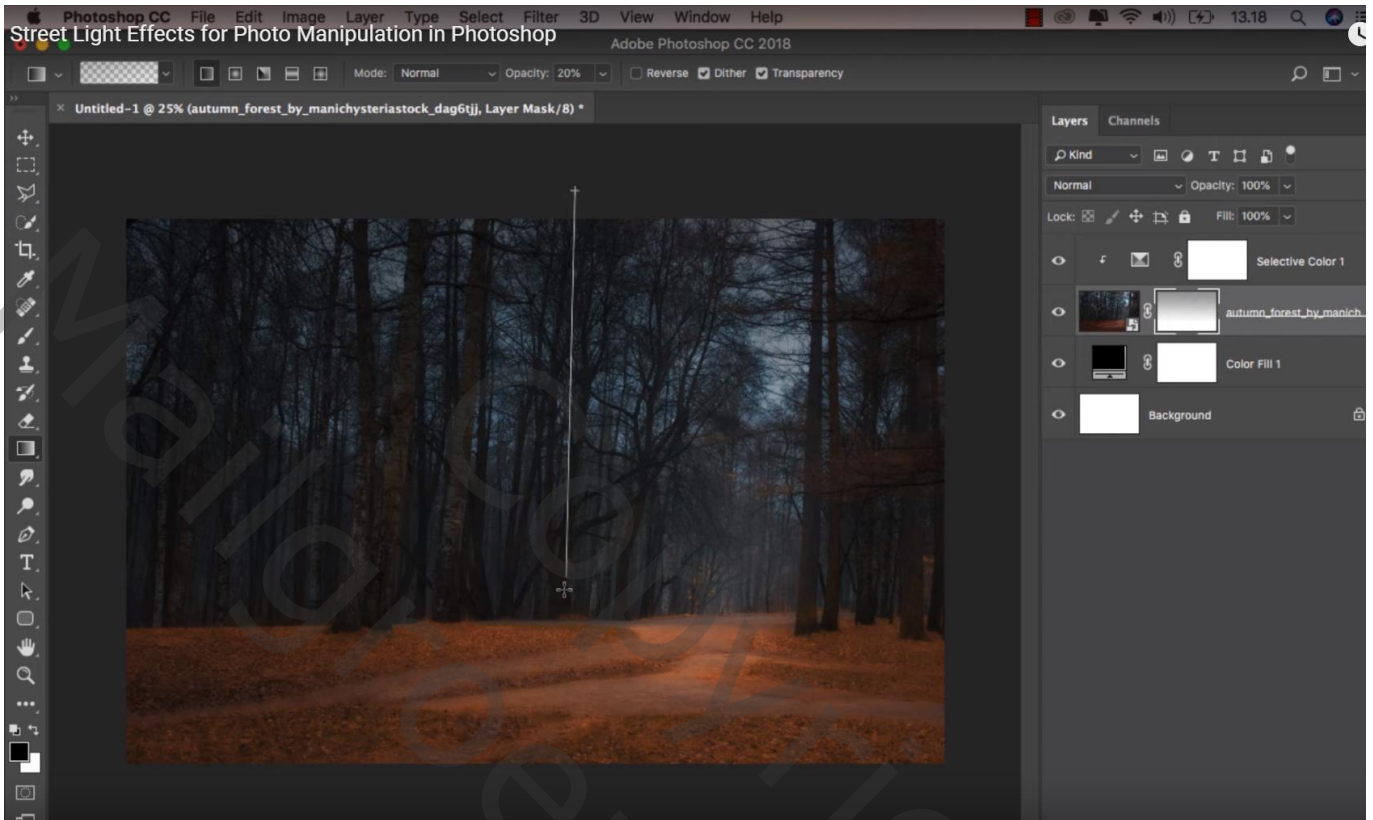 Photoshop CC File Edit Image Layer Type Select Filter 3D View Window Help 13.18
Street Light Effects for Photo Manipulation in Photoshop
Adobe Photoshop CC 2018
Mode: Normal Opacity: 20% Reverse Dither Transparency
Untitled-1 @ 25% (autumn_forest_by_manichysteriastock_dag6tjj, Layer Mask/8) *
Layers Channels
Kind
Normal Opacity: 100%
Lock: Fill: 100%
Selective Color 1
autumn_forest_by_manich...
Color Fill 1
Background